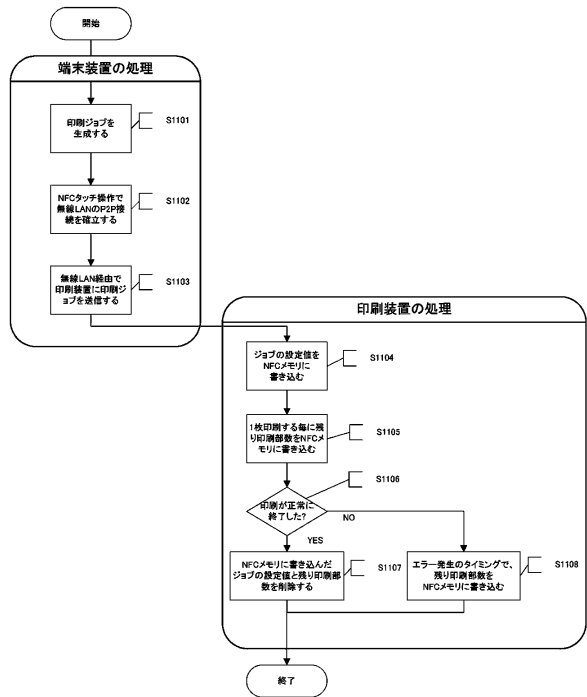 開始
端末装置の処理
印刷ジョブを
生成する
S1101
NFCタッチ操作で
無線LANのP2P接
続を確立する
S1102
無線LAN経由で
印刷装置に印刷ジ
ョブを送信する
S1103
印刷装置の処理
ジョブの設定値を
NFCメモリに
書き込む
S1104
1枚印刷する毎に残
り印刷部数をNFCメ
モリに書き込む
S1105
印刷が正常に
終了した?
S1106
NO
YES
NFCメモリに書き込んだ
ジョブの設定値と残り印刷部
数を削除する
S1107
エラー発生のタイミングで、
残り印刷部数を
NFCメモリに書き込む
S1108
終了